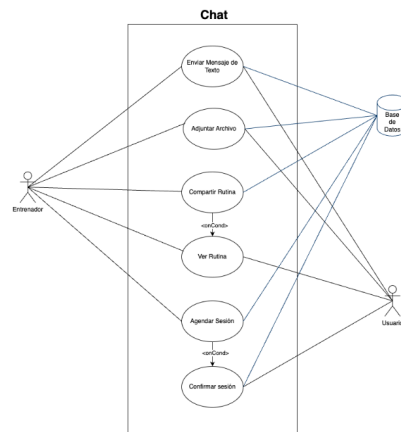 Chat
Enviar Mensaje de
Texto
Adjuntar Archivo
Base
de
Datos
Compartir Rutina
Entrenador
<onCond>
Ver Rutina
Agendar Sesión
Usuario
<onCond>
Confirmar sesión